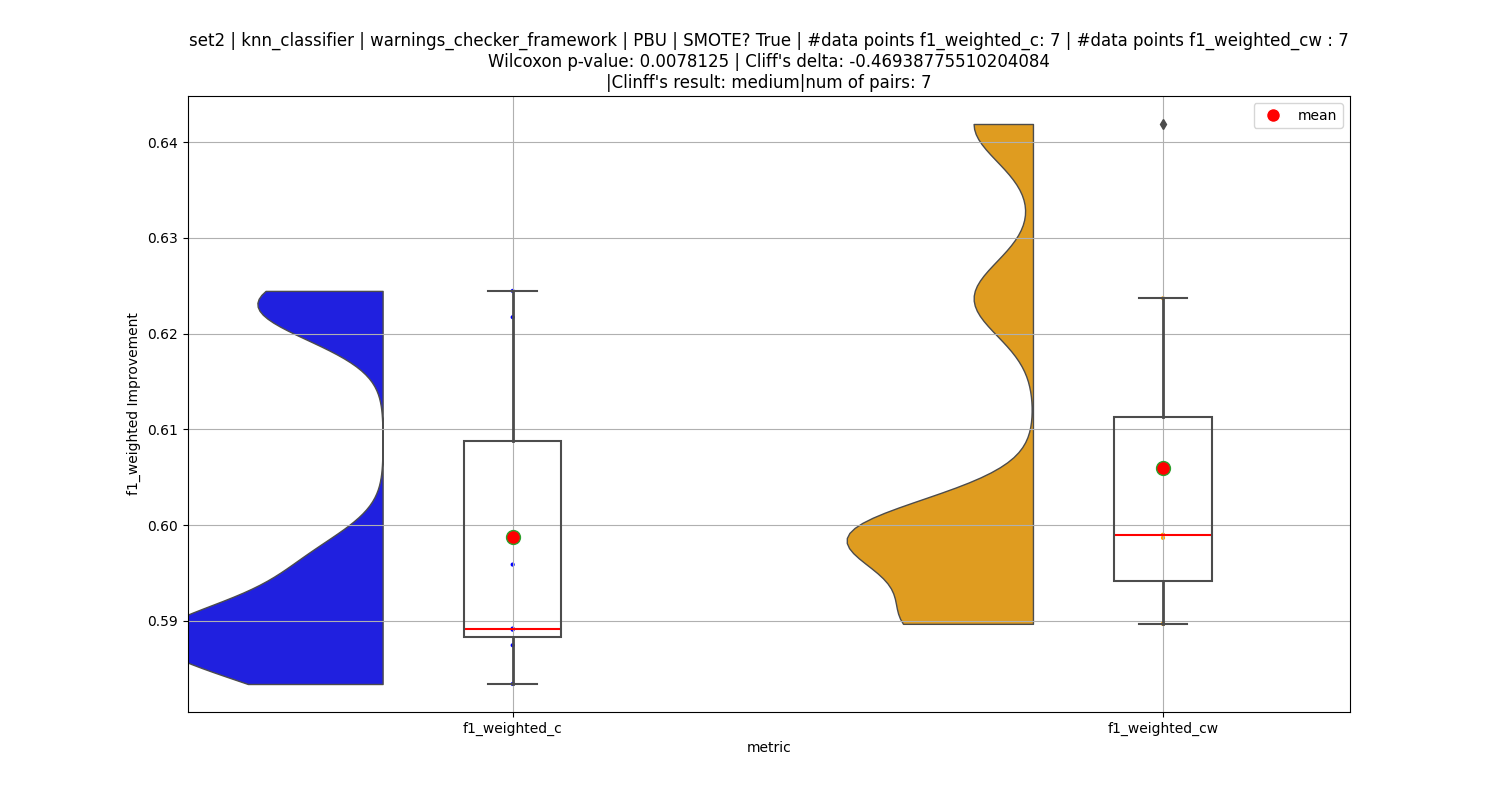 set2 | knn_classifier | warnings_checker_framework | PBU | SMOTE? True | #data points f1_weighted_c: 7 | #data points f1_weighted_cw : 7
Wilcoxon p-value: 0.0078125 | Cliff's delta: -0.46938775510204084
|Clinff's result: medium|num of pairs: 7
mean
0.64
0.63
0.62
0.61
0.60
0.59
f1_weighted Improvement
f1_weighted_c
f1_weighted_cw
metric